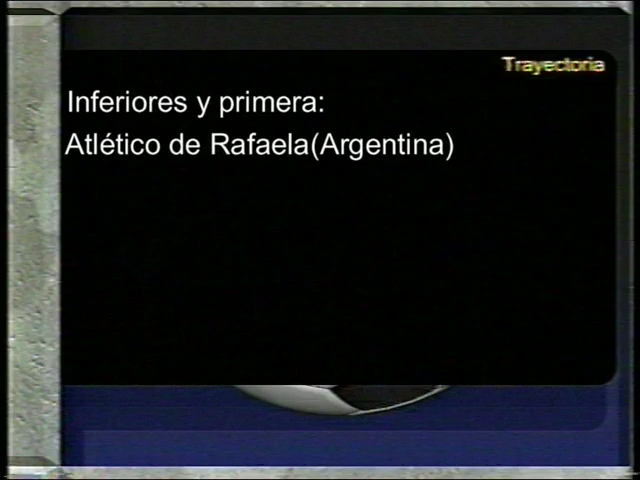 Trayectoria
Inferiores y primera:
Atlético de Rafaela(Argentina)